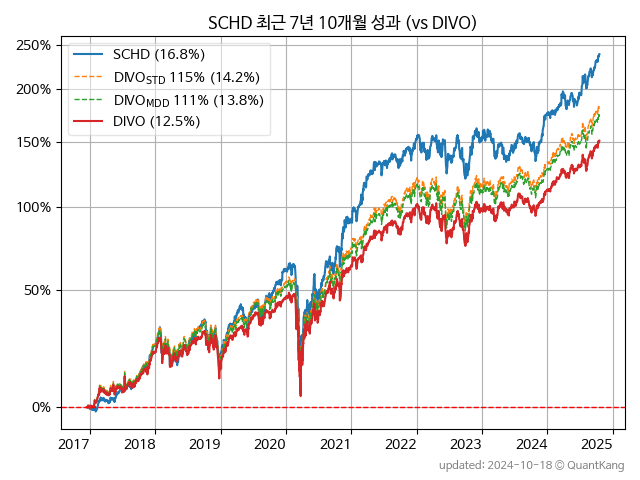 SCHD 최근 7년 10개월 성과 (vs DIVO)
250%
200%
150%
100%
50%
0%
SCHD (16.8%)
DIVO_STD 115% (14.2%)
DIVO_MDD 111% (13.8%)
DIVO (12.5%)
2017 2018 2019 2020 2021 2022 2023 2024 2025
updated: 2024-10-18 © QuantKang